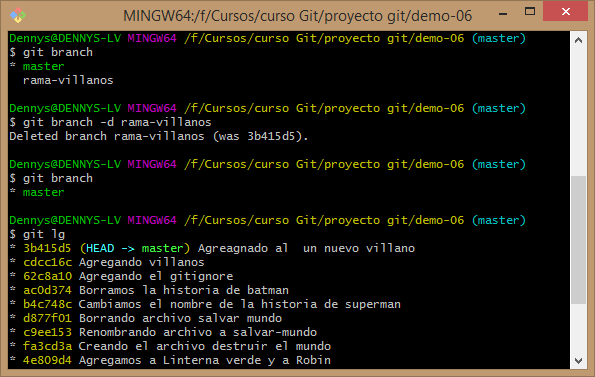 MINGW64:/f/Cursos/curso Git/proyecto git/demo-06
Dennys@DENNYS-LV MINGW64 /f/Cursos/curso Git/proyecto git/demo-06 (master)
$ git branch
* master
  rama-villanos
Dennys@DENNYS-LV MINGW64 /f/Cursos/curso Git/proyecto git/demo-06 (master)
$ git branch -d rama-villanos
Deleted branch rama-villanos (was 3b415d5).
Dennys@DENNYS-LV MINGW64 /f/Cursos/curso Git/proyecto git/demo-06 (master)
$ git branch
* master
Dennys@DENNYS-LV MINGW64 /f/Cursos/curso Git/proyecto git/demo-06 (master)
$ git lg
* 3b415d5 (HEAD -> master) Agreagnado al  un nuevo villano
* cdcc16c Agregando villanos
* 62c8a10 Agregando el gitignore
* ac0d374 Borramos la historia de batman
* b4c748c Cambiamos el nombre de la historia de superman
* d877f01 Borrando archivo salvar mundo
* c9ee153 Renombrando archivo a salvar-mundo
* fa3cd3a Creando el archivo destruir el mundo
* 4e809d4 Agregamos a Linterna verde y a Robin